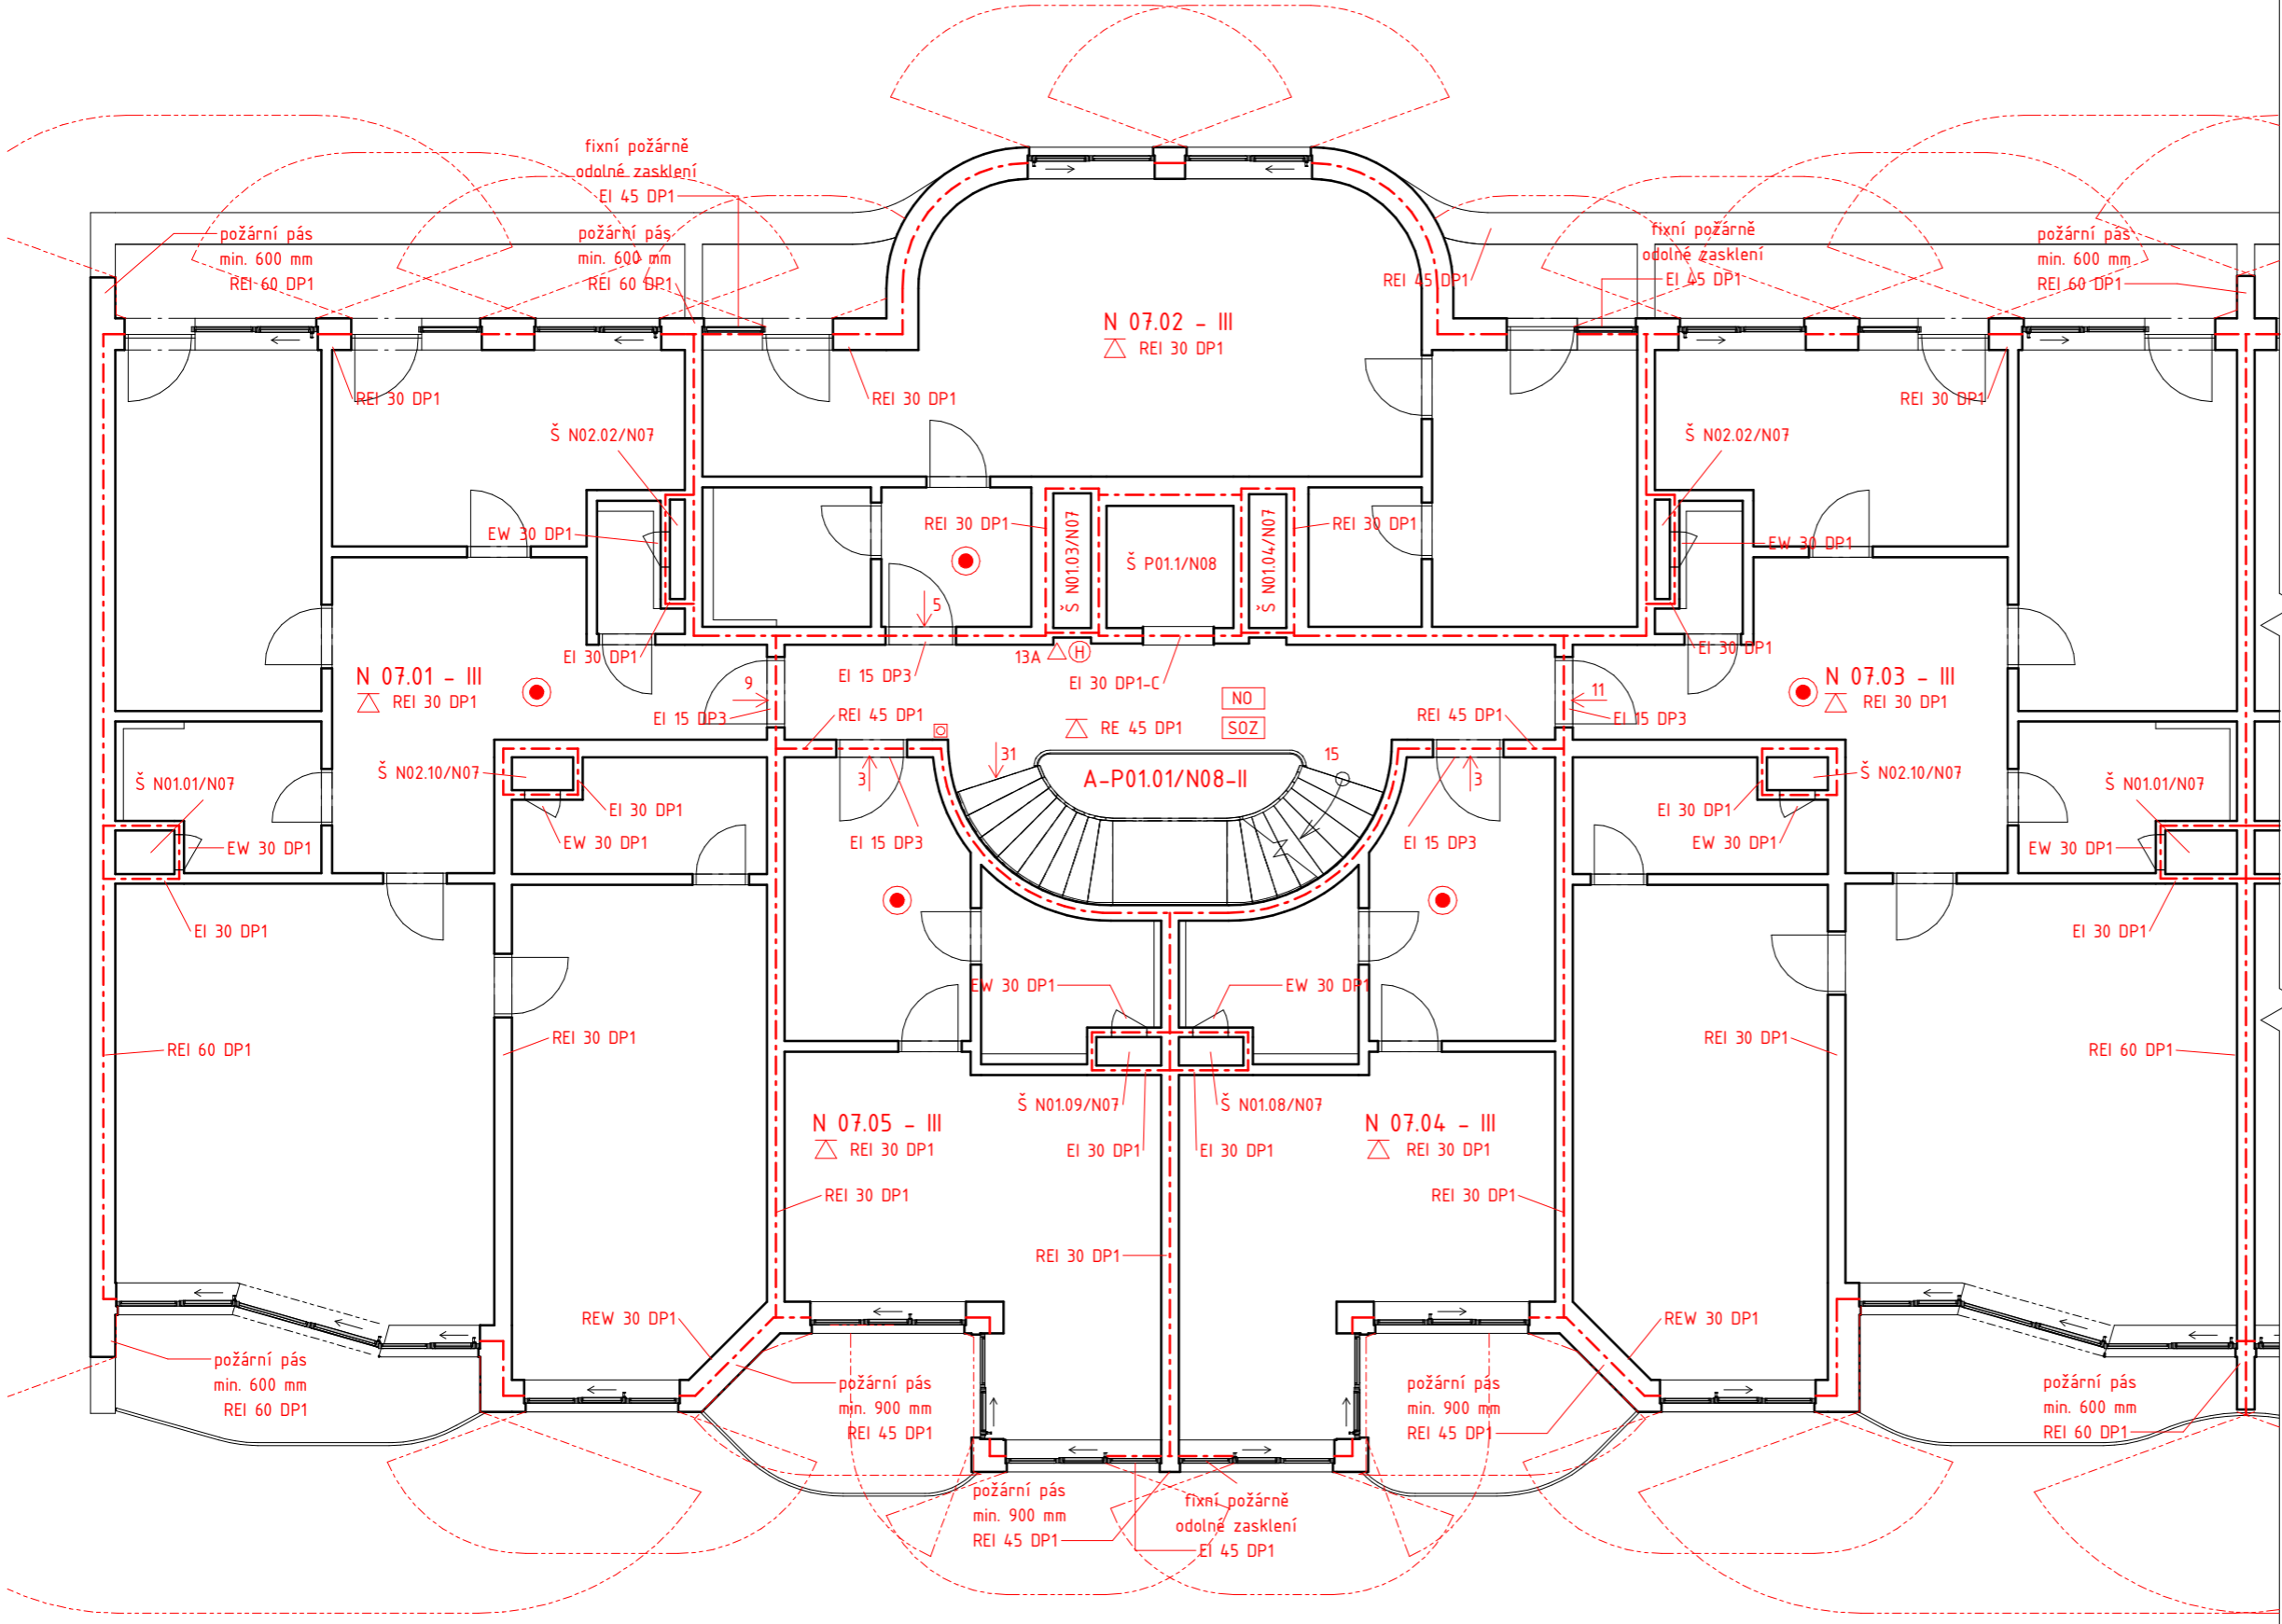 fixní požárně
odolné zasklení
EI 45 DP1
požární pás
min. 600 mm
REI 60 DP1
požární pás
min. 600 mm
REI 60 DP1
fixní požárně
odolné zasklení
EI 45 DP1
požární pás
min. 600 mm
REI 60 DP1
REI 45 DP1
N 07.02 - III
REI 30 DP1
REI 30 DP1
REI 30 DP1
REI 30 DP1
Š N02.02/N07
Š N02.02/N07
EW 30 DP1
REI 30 DP1
Š N01.03/N07
Š P01.1/N08
Š N01.04/N07
REI 30 DP1
EW 30 DP1
5
EI 30 DP1
13A
H
EI 15 DP3
EI 30 DP1-C
EI 30 DP1
N 07.01 - III
REI 30 DP1
9
EI 15 DP3
REI 45 DP1
RE 45 DP1
NO
SOZ
REI 45 DP1
11
EI 15 DP3
N 07.03 - III
REI 30 DP1
Š N02.10/N07
3
31
A-P01.01/N08-II
15
3
Š N02.10/N07
Š N01.01/N07
Š N01.01/N07
EI 30 DP1
EI 30 DP1
EW 30 DP1
EW 30 DP1
EI 15 DP3
EI 15 DP3
EW 30 DP1
EW 30 DP1
EI 30 DP1
EI 30 DP1
EW 30 DP1
EW 30 DP1
REI 60 DP1
REI 30 DP1
REI 30 DP1
REI 60 DP1
Š N01.09/N07
Š N01.08/N07
N 07.05 - III
REI 30 DP1
EI 30 DP1
EI 30 DP1
N 07.04 - III
REI 30 DP1
REI 30 DP1
REI 30 DP1
REI 30 DP1
REW 30 DP1
REW 30 DP1
požární pás
min. 600 mm
REI 60 DP1
požární pás
min. 900 mm
REI 45 DP1
požární pás
min. 900 mm
REI 45 DP1
požární pás
min. 600 mm
REI 60 DP1
požární pás
min. 900 mm
REI 45 DP1
fixní požárně
odolné zasklení
EI 45 DP1